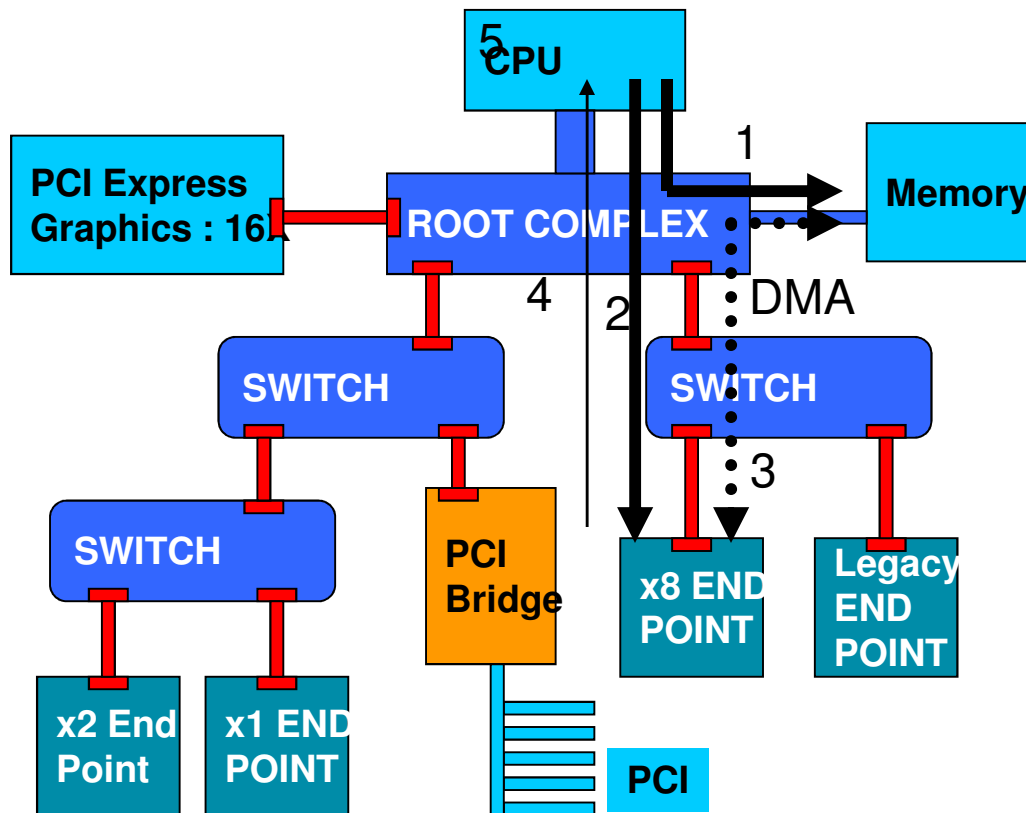 5
CPU
1
PCI Express
Graphics : 16X
ROOT COMPLEX
Memory
4
2
DMA
SWITCH
SWITCH
3
SWITCH
PCI
Bridge
x8 END
POINT
Legacy
END
POINT
x2 End
Point
x1 END
POINT
PCI